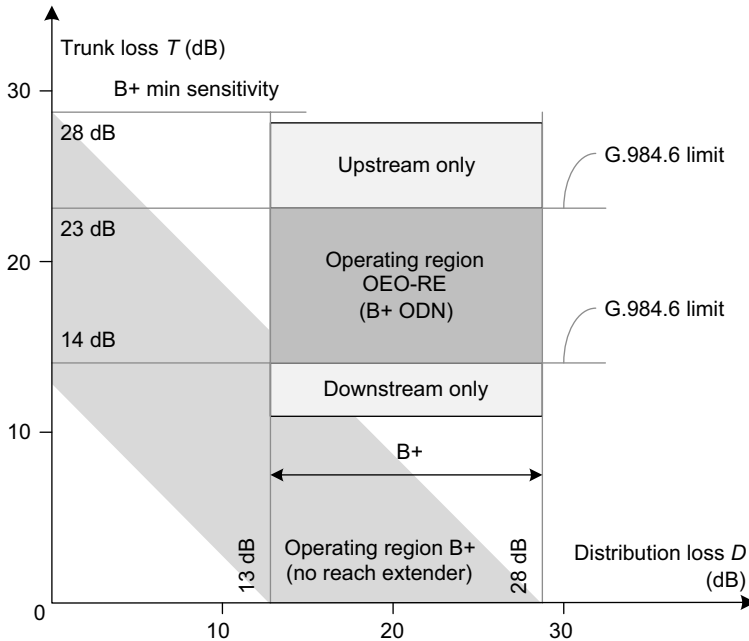 Trunk loss T (dB)
30
B+ min sensitivity
28 dB
Upstream only
G.984.6 limit
23 dB
20
Operating region
OEO-RE
(B+ ODN)
14 dB
G.984.6 limit
Downstream only
10
B+
13 dB
Operating region B+
(no reach extender)
28 dB
Distribution loss D
(dB)
0
10
20
30